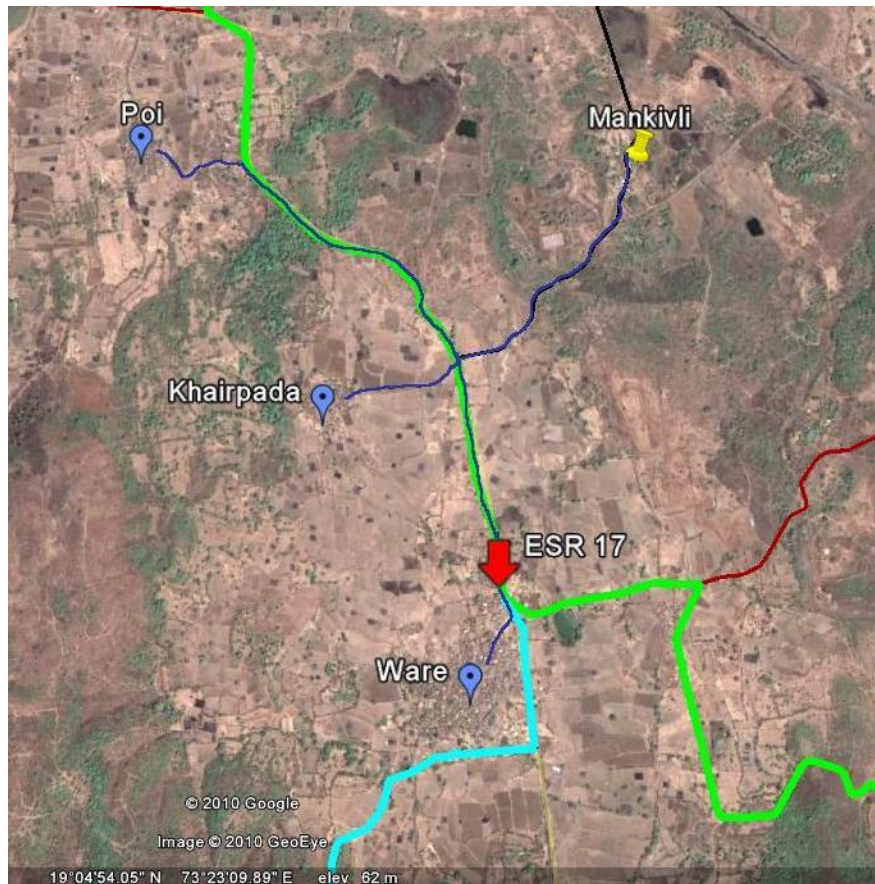 Poi
Mankivli
Khairpada
ESR 17
Ware
© 2010 Google
Image © 2010 GeoEye
19°04'54.05" N 73°23'09.89" E elev 62 m